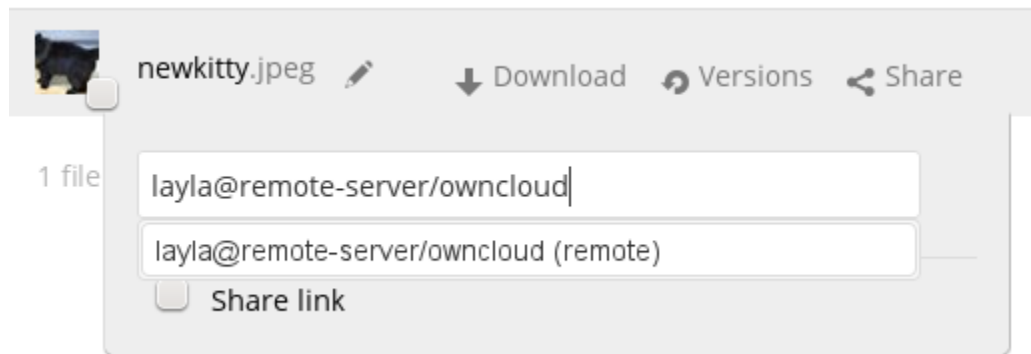 newkitty.jpeg Download Versions Share
1 file
layla@remote-server/owncloud
layla@remote-server/owncloud (remote)
Share link